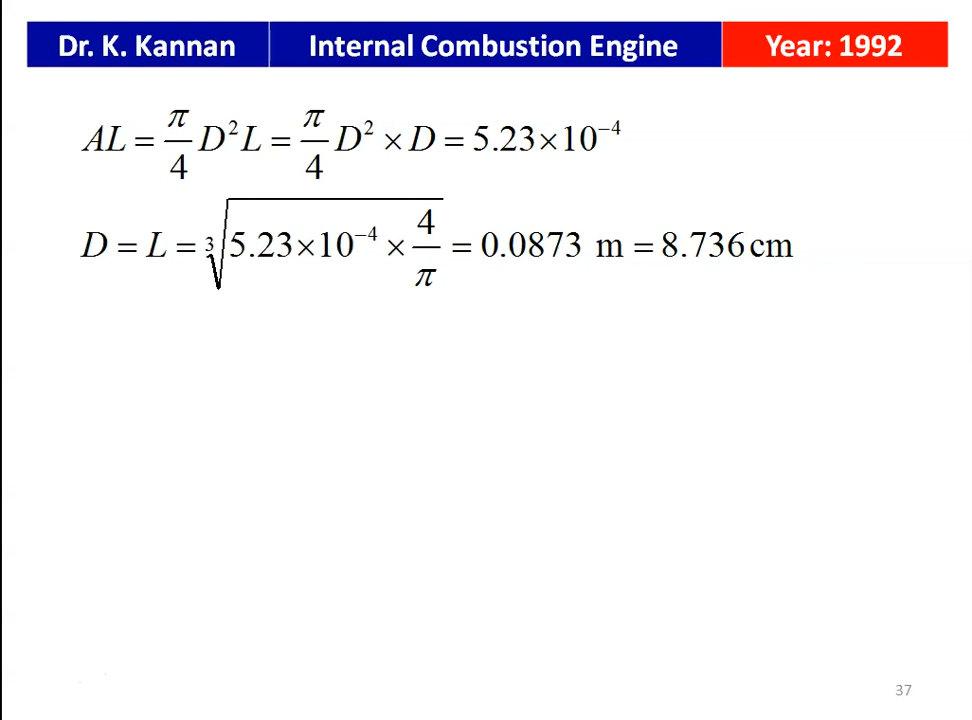 Dr. K. Kannan Internal Combustion Engine Year: 1992
AL = π/4 D²L = π/4 D² × D = 5.23×10⁻⁴
D = L = ∛(5.23×10⁻⁴ × 4/π) = 0.0873 m = 8.736 cm
37